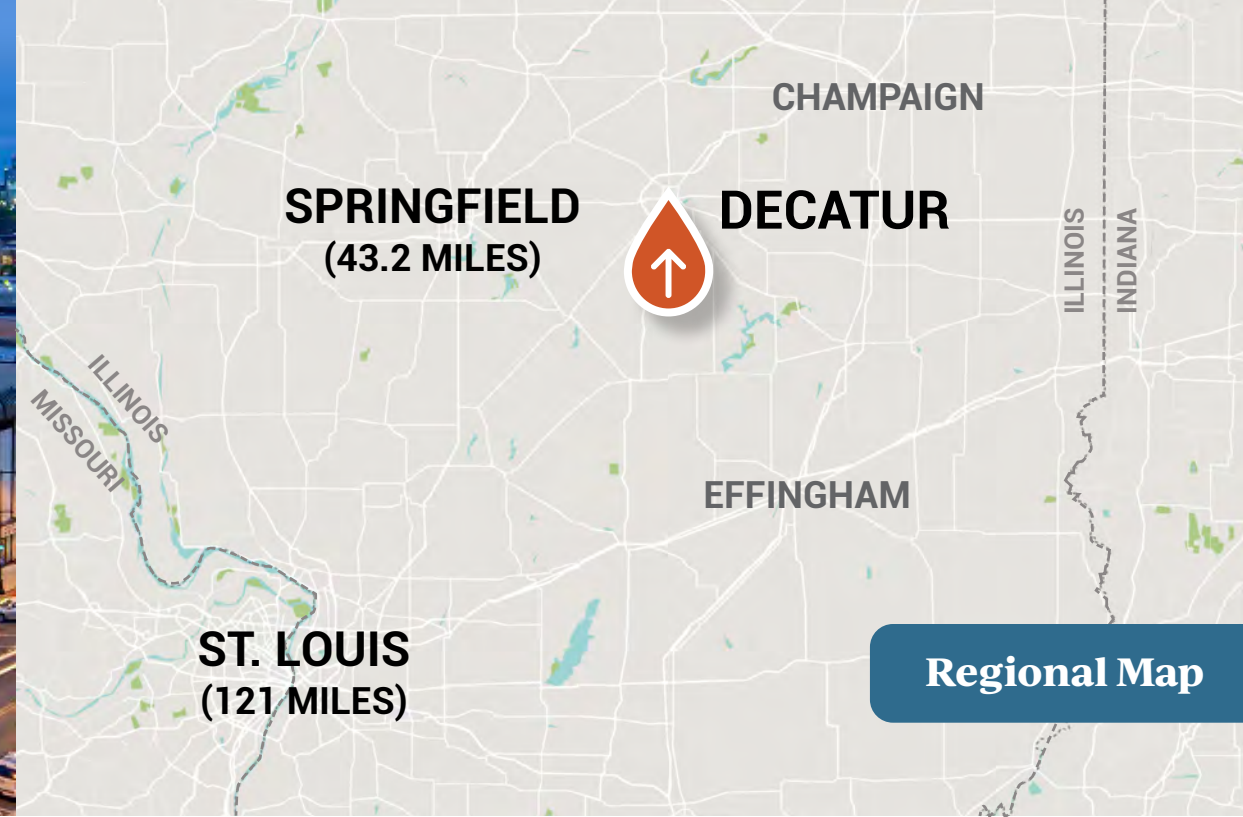 CHAMPAIGN
SPRINGFIELD
(43.2 MILES)
DECATUR
ILLINOIS
INDIANA
ILLINOIS
MISSOURI
EFFINGHAM
ST. LOUIS
(121 MILES)
Regional Map